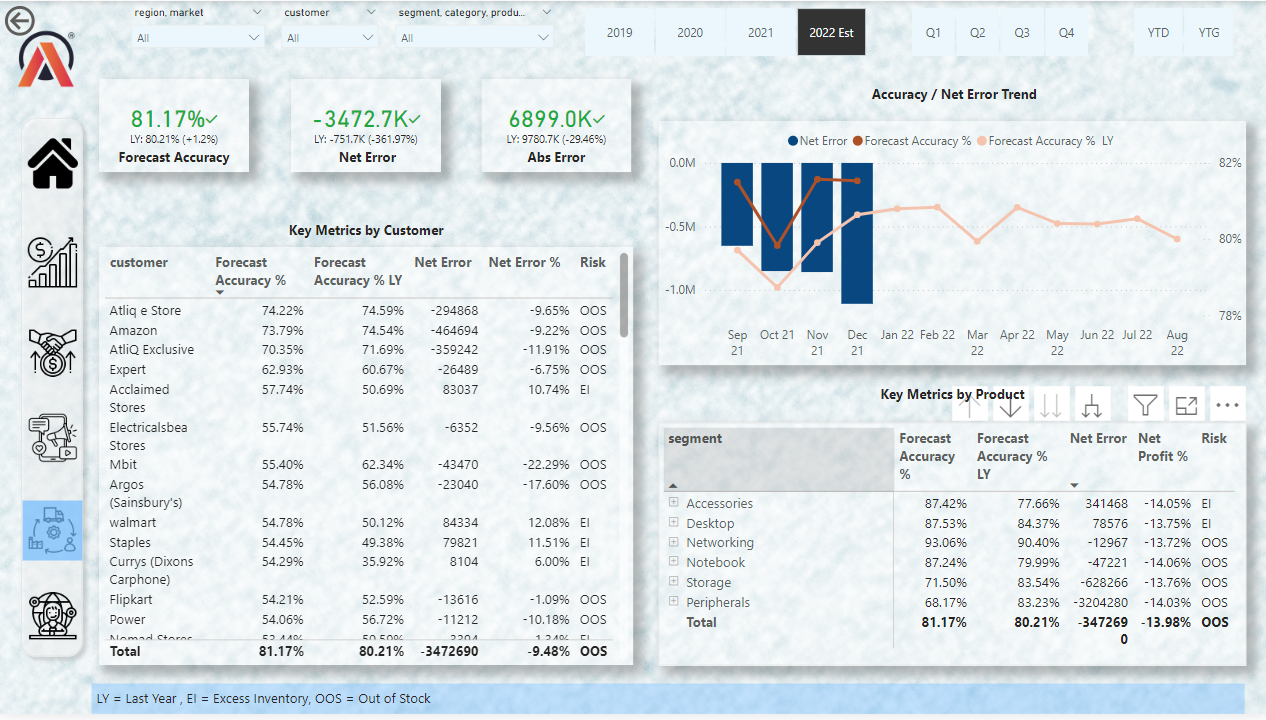 region, market
customer
segment, category, produ...
All
All
All
2019
2020
2021
2022 Est
Q1
Q2
Q3
Q4
YTD
YTG
81.17%
LY: 80.21% (+1.2%)
Forecast Accuracy
-3472.7K
LY: -751.7K (-361.97%)
Net Error
6899.0K
LY: 9780.7K (-29.46%)
Abs Error
Accuracy / Net Error Trend
Net Error Forecast Accuracy % Forecast Accuracy % LY
0.0M
-0.5M
-1.0M
82%
80%
78%
Sep 21
Oct 21
Nov 21
Dec 21
Jan 22
Feb 22
Mar 22
Apr 22
May 22
Jun 22
Jul 22
Aug 22
Key Metrics by Customer
customer Forecast Accuracy % Forecast Accuracy % LY Net Error Net Error % Risk
Atliq e Store 74.22% 74.59% -294868 -9.65% OOS
Amazon 73.79% 74.54% -464694 -9.22% OOS
AtliQ Exclusive 70.35% 71.69% -359242 -11.91% OOS
Expert 62.93% 60.67% -26489 -6.75% OOS
Acclaimed Stores 57.74% 50.69% 83037 10.74% EI
Electricalsbea Stores 55.74% 51.56% -6352 -9.56% OOS
Mbit 55.40% 62.34% -43470 -22.29% OOS
Argos (Sainsbury's) 54.78% 56.08% -23040 -17.60% OOS
walmart 54.78% 50.12% 84334 12.08% EI
Staples 54.45% 49.38% 79821 11.51% EI
Currys (Dixons Carphone) 54.29% 35.92% 8104 6.00% EI
Flipkart 54.21% 52.59% -13616 -1.09% OOS
Power 54.06% 56.72% -11212 -10.18% OOS
Total 81.17% 80.21% -3472690 -9.48% OOS
Key Metrics by Product
segment Forecast Accuracy % Forecast Accuracy % LY Net Error Net Profit % Risk
Accessories 87.42% 77.66% 341468 -14.05% EI
Desktop 87.53% 84.37% 78576 -13.75% EI
Networking 93.06% 90.40% -12967 -13.72% OOS
Notebook 87.24% 79.99% -47221 -14.06% OOS
Storage 71.50% 83.54% -628266 -13.76% OOS
Peripherals 68.17% 83.23% -3204280 -14.03% OOS
Total 81.17% 80.21% -3472690 -13.98% OOS
LY = Last Year , EI = Excess Inventory, OOS = Out of Stock